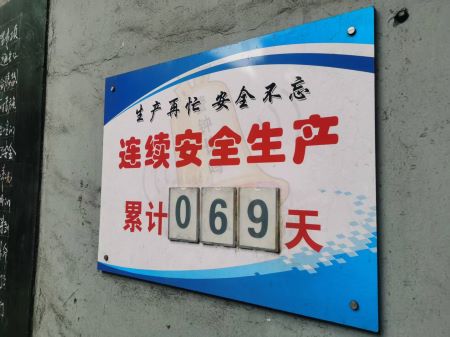 生产再忙 安全不忘
连续安全生产
累计069天